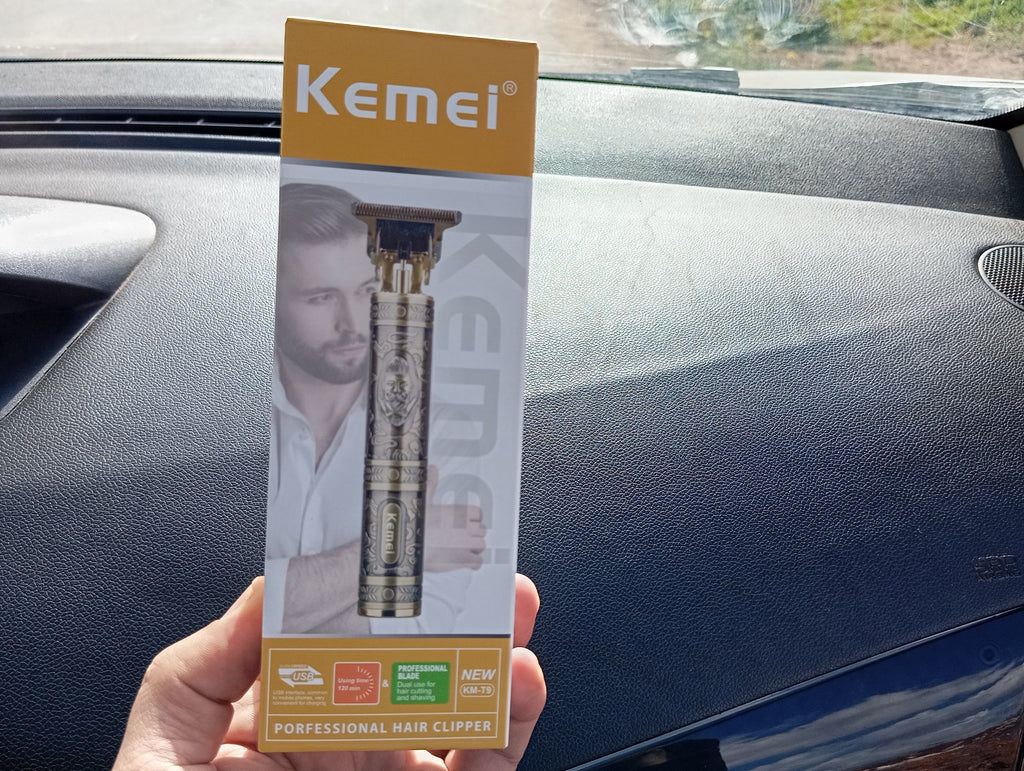 Kemei®
Kemei
Kemei
USB
USB interface, common
to mobile phones, very
convenient for charging
Using time
120 min
&
PROFESSIONAL
BLADE
Dual use for
hair cutting
and shaving
NEW
KM-T9
PORFESSIONAL HAIR CLIPPER